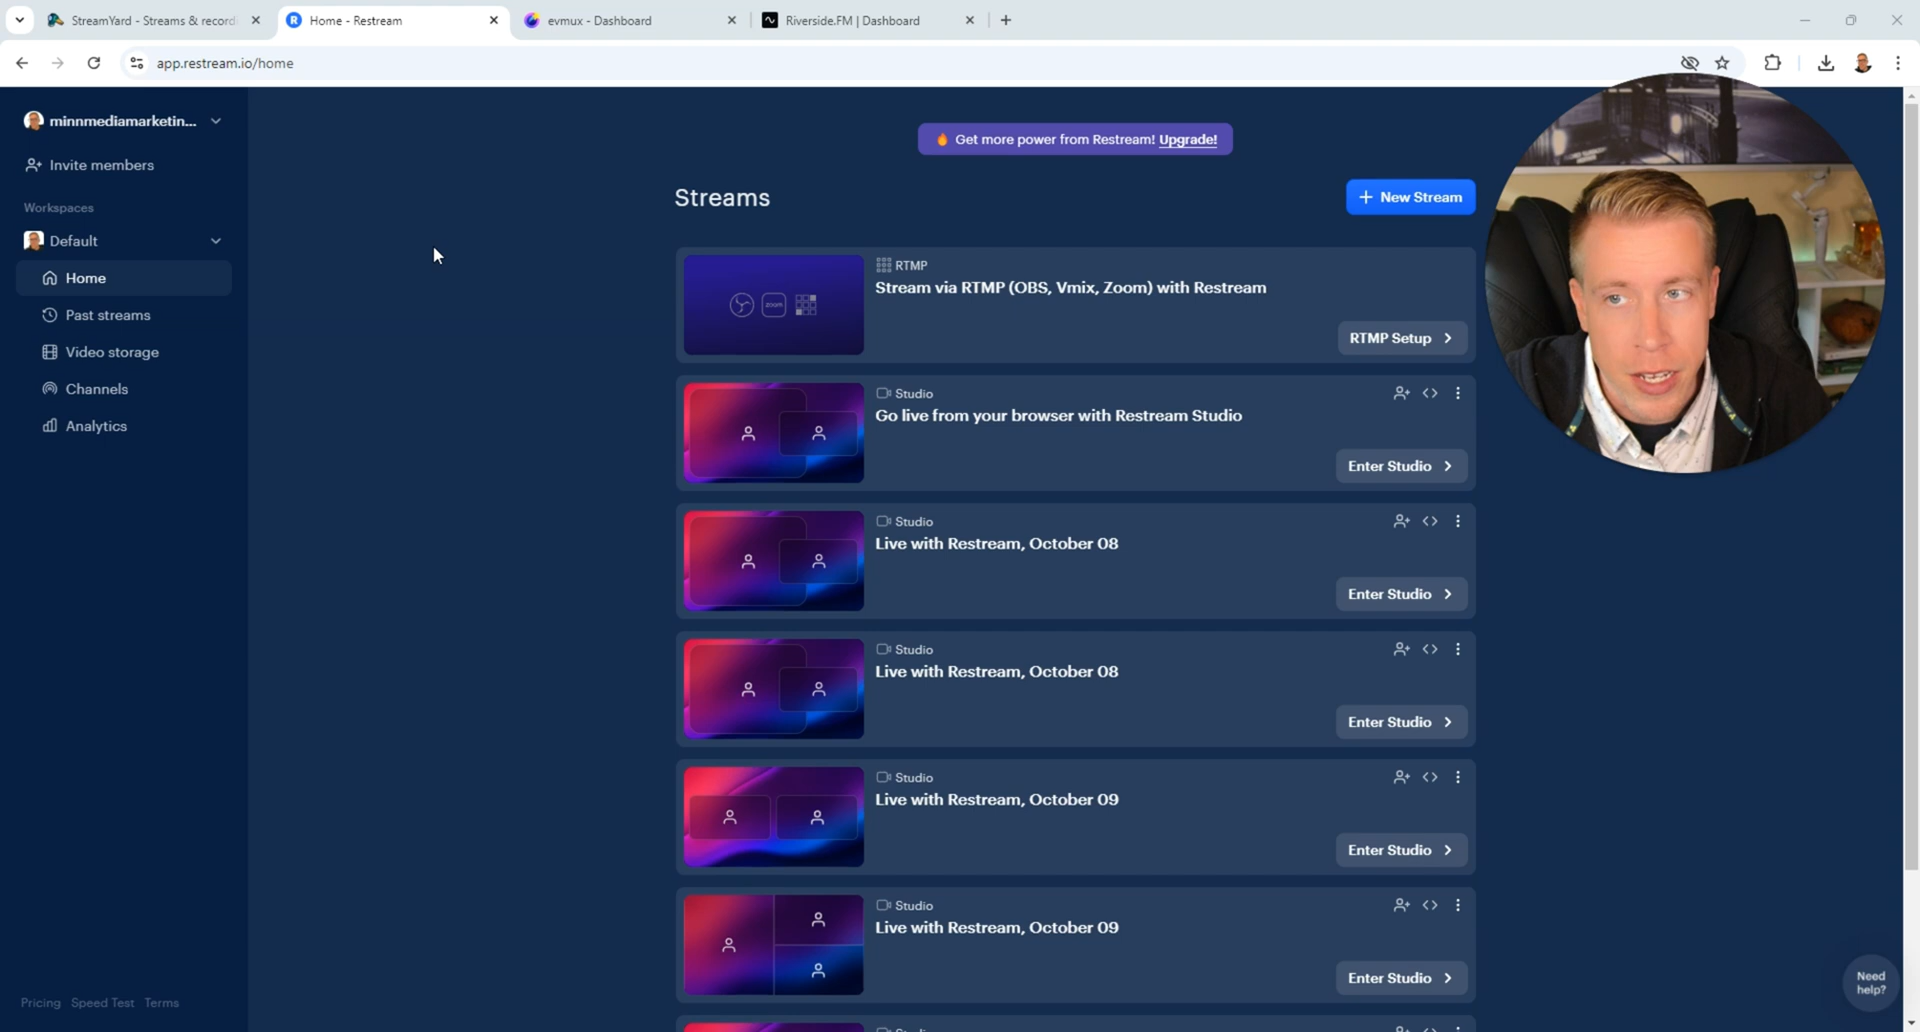 StreamYard - Streams & recordi
Home - Restream
evmux - Dashboard
Riverside.FM | Dashboard
app.restream.io/home
minnmediamarketin...
Invite members
Workspaces
Default
Home
Past streams
Video storage
Channels
Analytics
Pricing Speed Test Terms
Get more power from Restream! Upgrade!
Streams
New Stream
zoom
RTMP
Stream via RTMP (OBS, Vmix, Zoom) with Restream
RTMP Setup
Studio
Go live from your browser with Restream Studio
Enter Studio
Studio
Live with Restream, October 08
Enter Studio
Studio
Live with Restream, October 08
Enter Studio
Studio
Live with Restream, October 09
Enter Studio
Studio
Live with Restream, October 09
Enter Studio
Need
help?